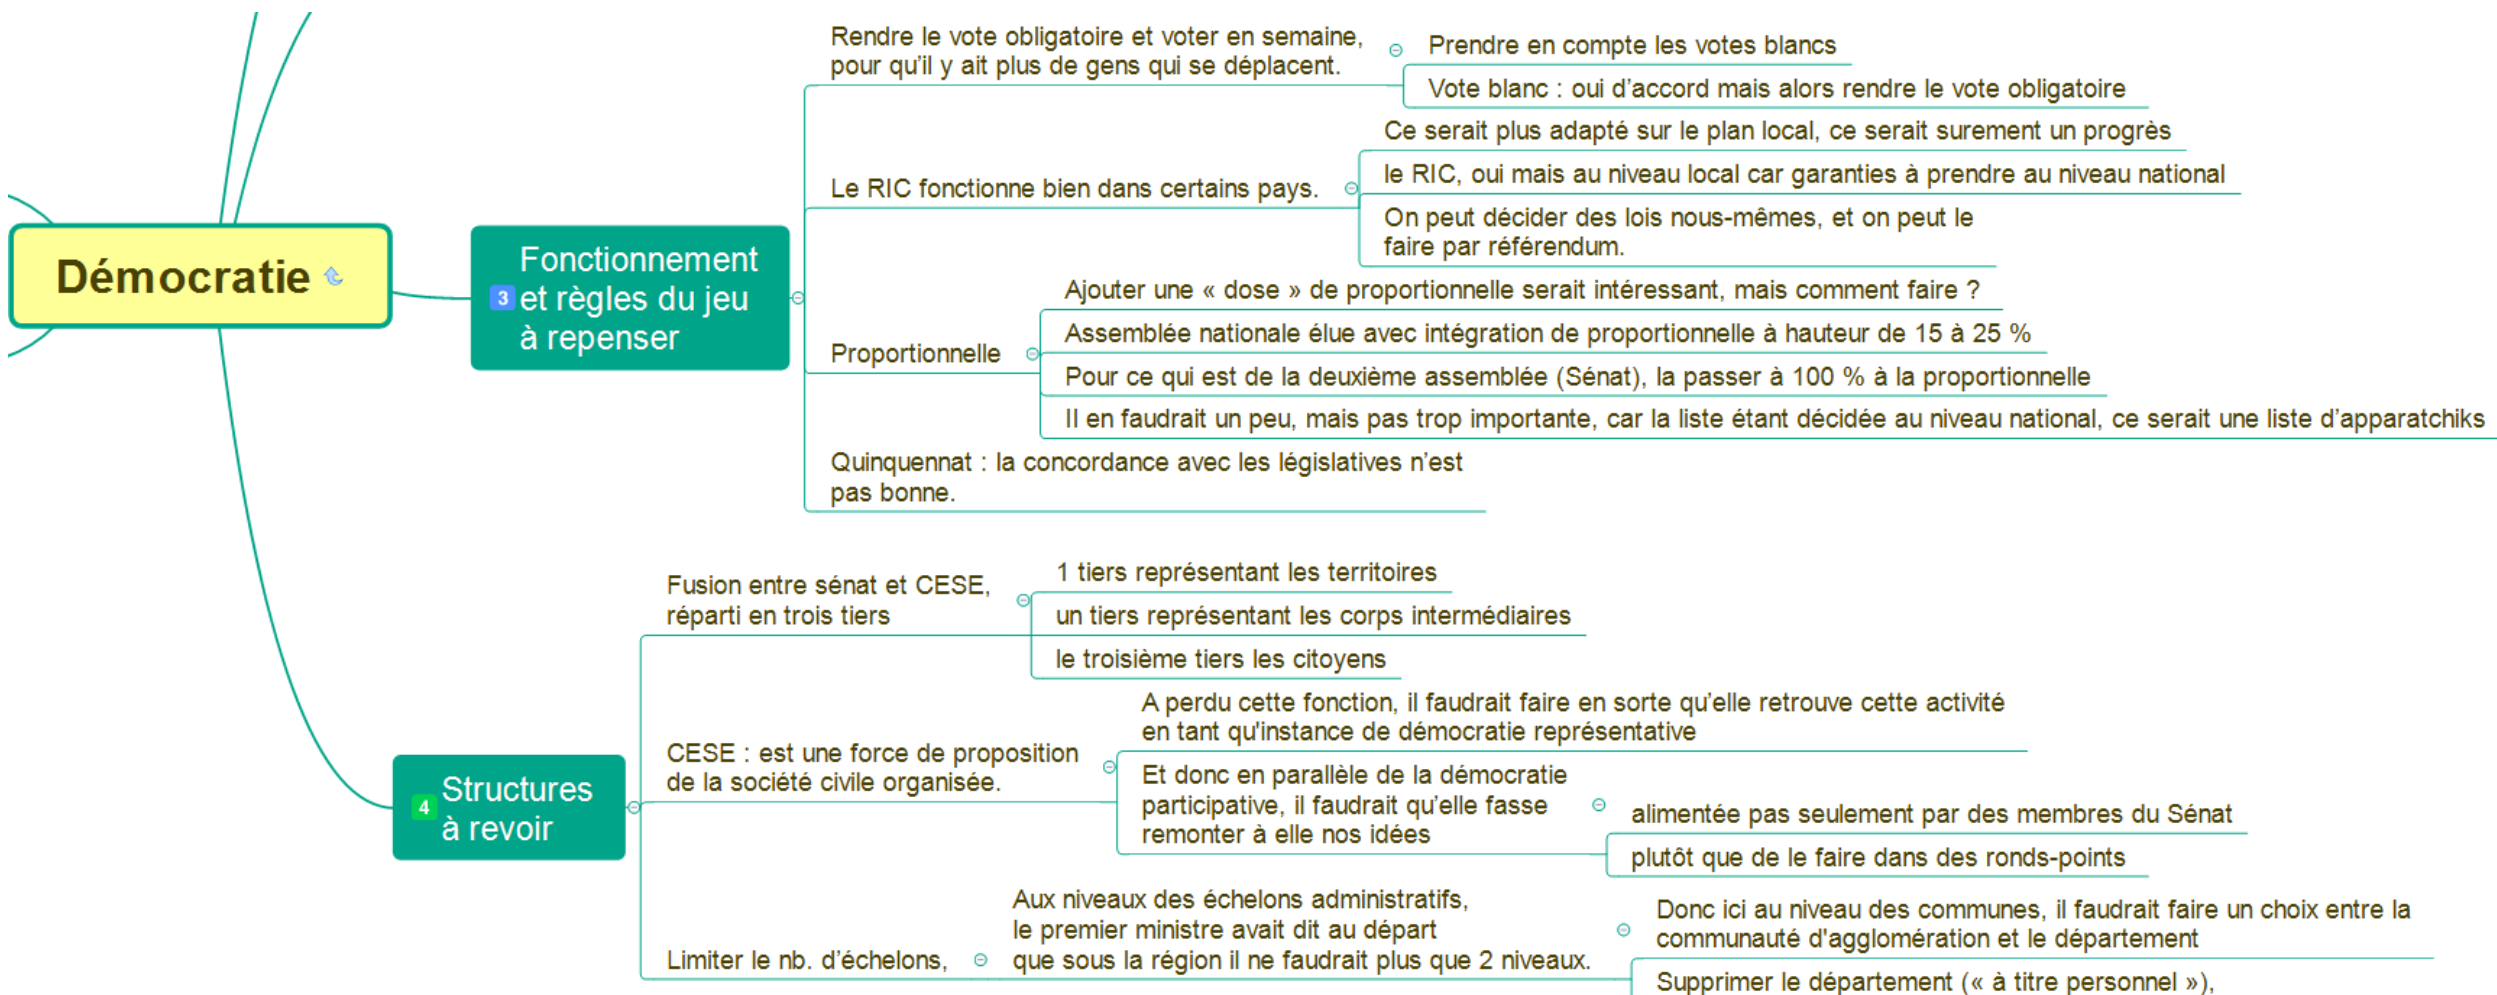 Démocratie
3
Fonctionnement
et règles du jeu
à repenser
Rendre le vote obligatoire et voter en semaine,
pour qu'il y ait plus de gens qui se déplacent.
Prendre en compte les votes blancs
Vote blanc : oui d'accord mais alors rendre le vote obligatoire
Le RIC fonctionne bien dans certains pays.
Ce serait plus adapté sur le plan local, ce serait surement un progrès
le RIC, oui mais au niveau local car garanties à prendre au niveau national
On peut décider des lois nous-mêmes, et on peut le
faire par référendum.
Proportionnelle
Ajouter une « dose » de proportionnelle serait intéressant, mais comment faire ?
Assemblée nationale élue avec intégration de proportionnelle à hauteur de 15 à 25 %
Pour ce qui est de la deuxième assemblée (Sénat), la passer à 100 % à la proportionnelle
Il en faudrait un peu, mais pas trop importante, car la liste étant décidée au niveau national, ce serait une liste d'apparatchiks
Quinquennat : la concordance avec les législatives n'est
pas bonne.
4
Structures
à revoir
Fusion entre sénat et CESE,
réparti en trois tiers
1 tiers représentant les territoires
un tiers représentant les corps intermédiaires
le troisième tiers les citoyens
CESE : est une force de proposition
de la société civile organisée.
A perdu cette fonction, il faudrait faire en sorte qu'elle retrouve cette activité
en tant qu'instance de démocratie représentative
Et donc en parallèle de la démocratie
participative, il faudrait qu'elle fasse
remonter à elle nos idées
alimentée pas seulement par des membres du Sénat
plutôt que de le faire dans des ronds-points
Limiter le nb. d'échelons,
Aux niveaux des échelons administratifs,
le premier ministre avait dit au départ
que sous la région il ne faudrait plus que 2 niveaux.
Donc ici au niveau des communes, il faudrait faire un choix entre la
communauté d'agglomération et le département
Supprimer le département (« à titre personnel »),